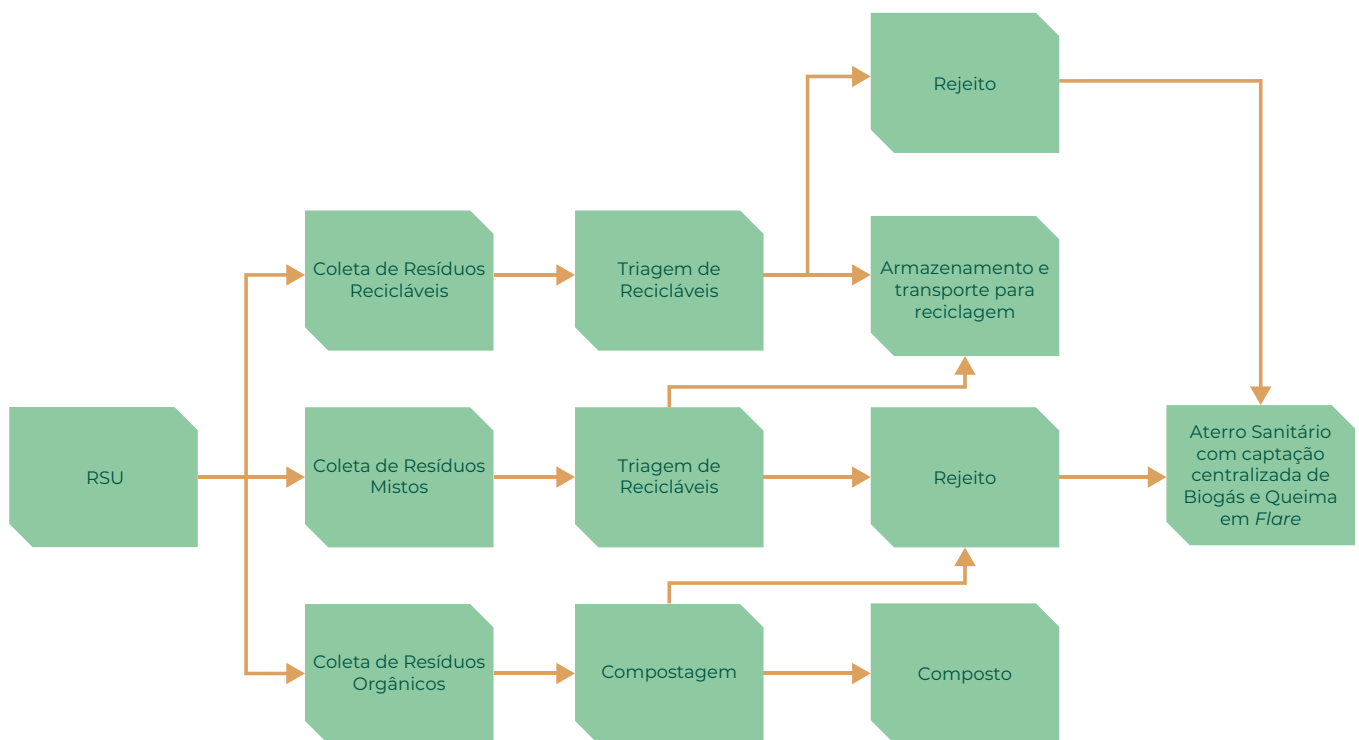 Rejeito
Coleta de Resíduos
Recicláveis
Triagem de
Recicláveis
Armazenamento e
transporte para
reciclagem
RSU
Coleta de Resíduos
Mistos
Triagem de
Recicláveis
Rejeito
Aterro Sanitário
com captação
centralizada de
Biogás e Queima
em Flare
Coleta de Resíduos
Orgânicos
Compostagem
Composto